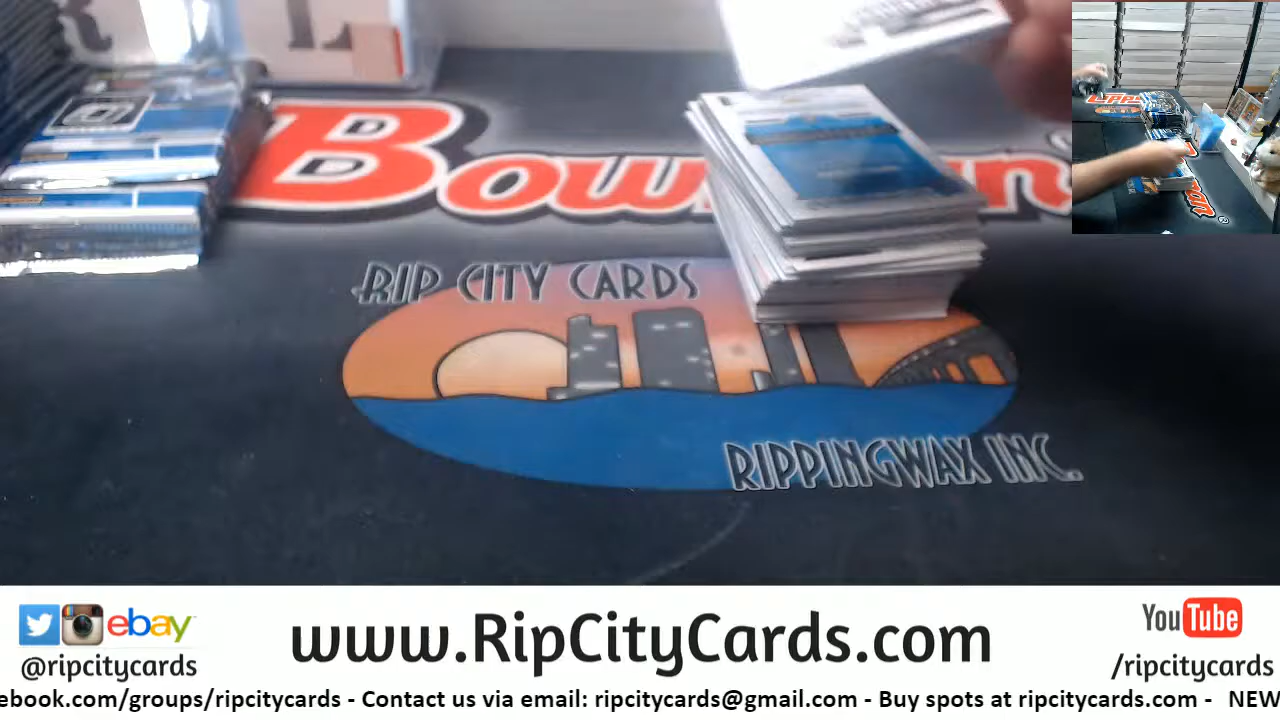 BOWMAN
RIP CITY CARDS
RIPPINGWAX INC.
www.RipCityCards.com
ebay
@ripcitycards
YouTube
/ripcitycards
ebook.com/groups/ripcitycards - Contact us via email: ripcitycards@gmail.com - Buy spots at ripcitycards.com - NEW